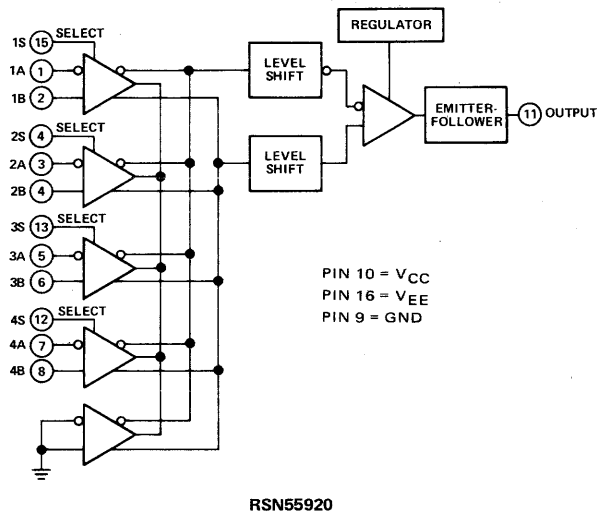 REGULATOR
SELECT
1S 15
1A 1
1B 2
LEVEL SHIFT
EMITTER-FOLLOWER
11 OUTPUT
SELECT
2S 4
2A 3
2B 4
LEVEL SHIFT
SELECT
3S 13
3A 5
3B 6
PIN 10 = VCC
PIN 16 = VEE
PIN 9 = GND
SELECT
4S 12
4A 7
4B 8
RSN55920